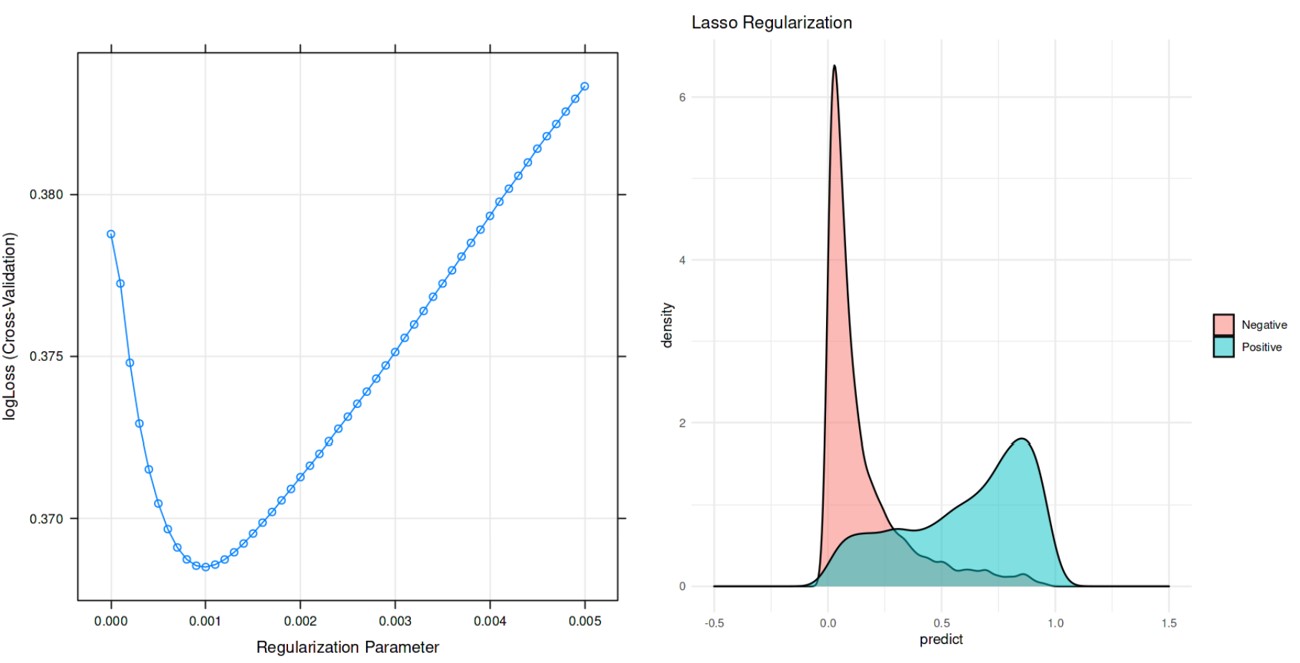 logLoss (Cross-Validation)
0.380
0.375
0.370
0.000 0.001 0.002 0.003 0.004 0.005
Regularization Parameter
Lasso Regularization
density
6
4
2
0
-0.5 0.0 0.5 1.0 1.5
predict
Negative
Positive